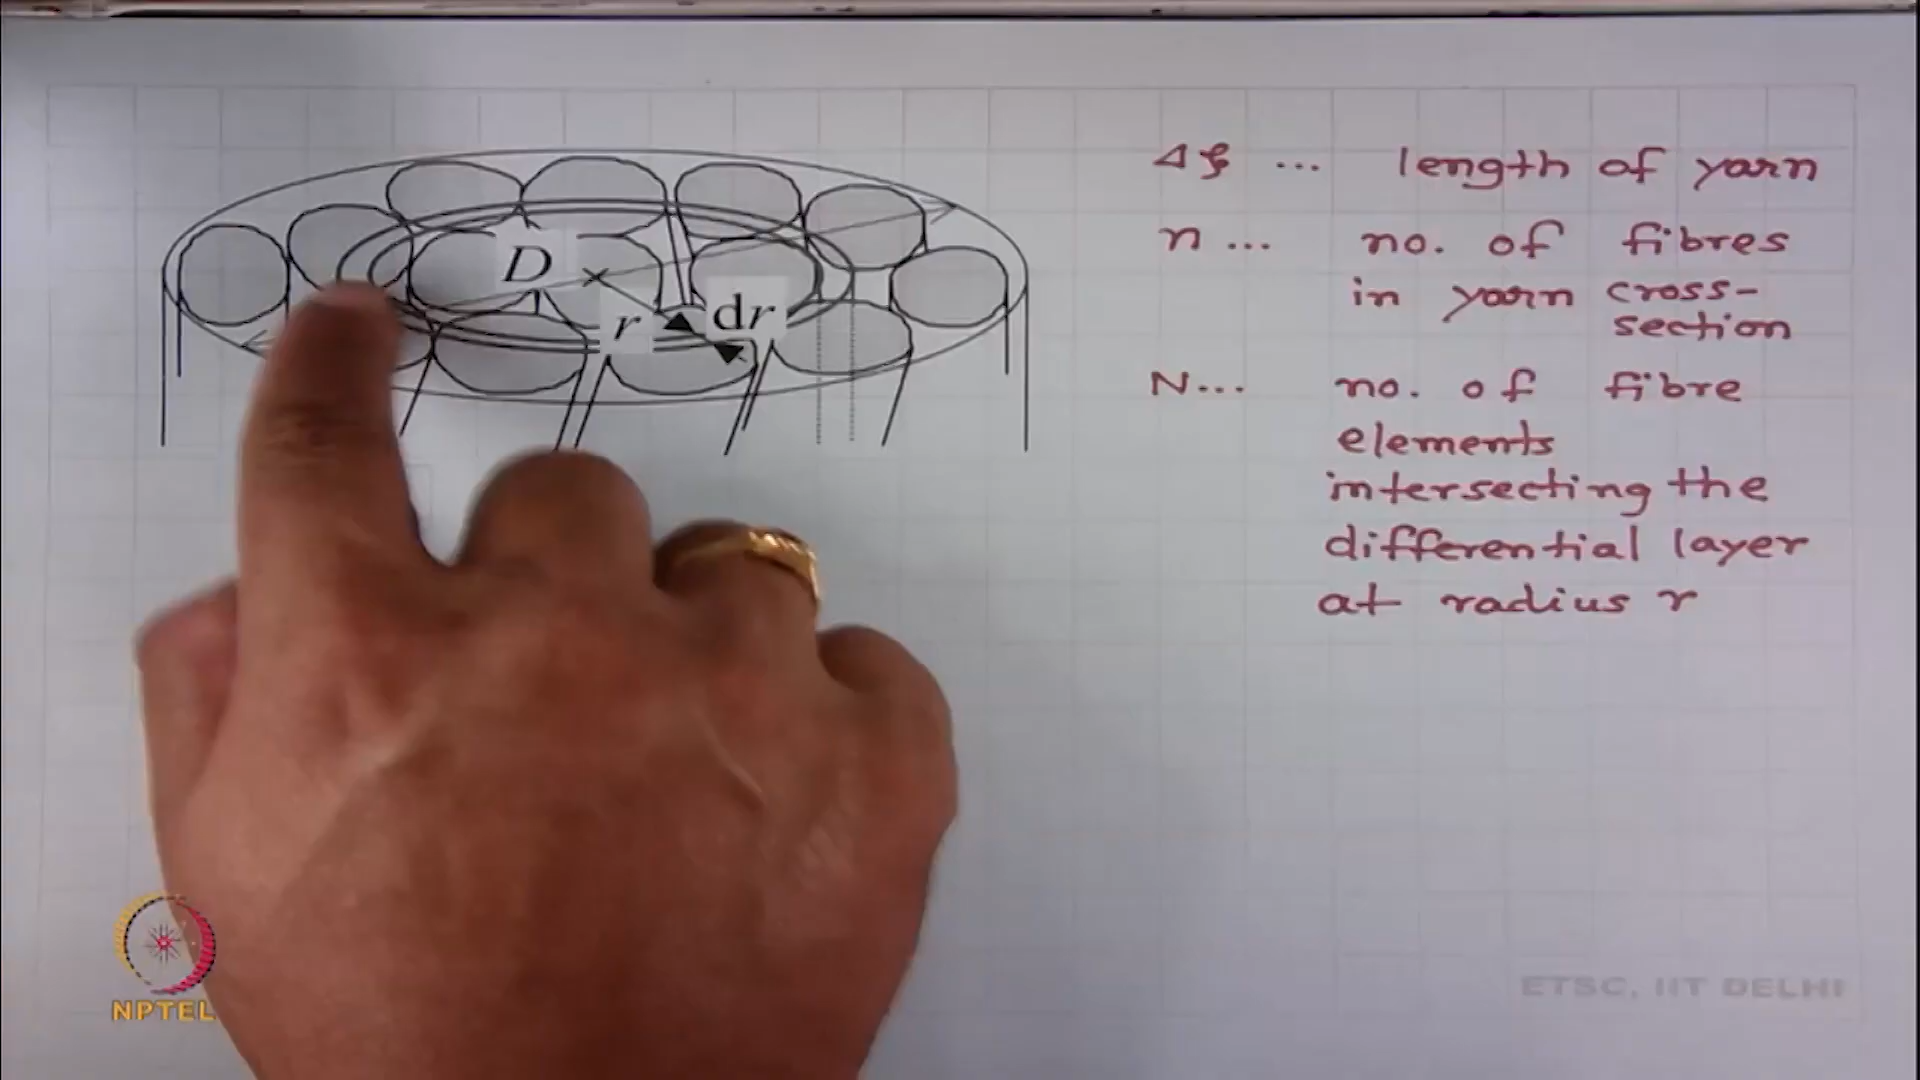 D
r
dr
Δξ ... length of yarn
n ... no. of fibres
in yarn cross-
section
N... no. of fibre
elements
intersecting the
differential layer
at radius r
NPTEL
ETSC, IIT DELHI